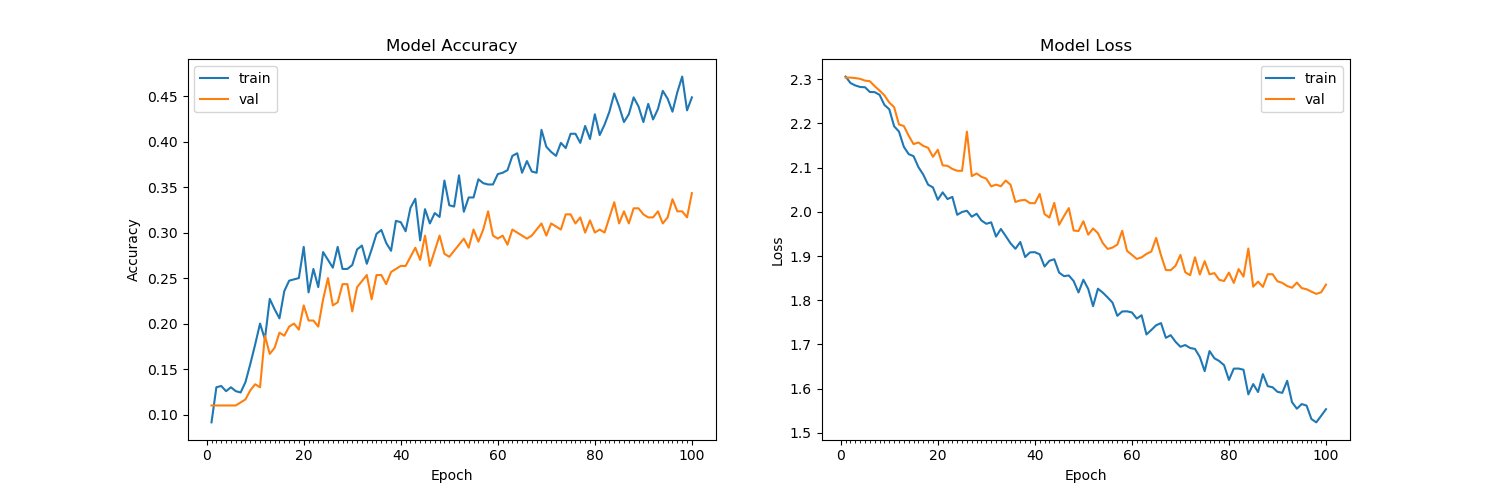 Model Accuracy
train
val
0.45
0.40
0.35
0.30
0.25
0.20
0.15
0.10
Accuracy
0 20 40 60 80 100
Epoch
Model Loss
train
val
2.3
2.2
2.1
2.0
1.9
1.8
1.7
1.6
1.5
Loss
0 20 40 60 80 100
Epoch